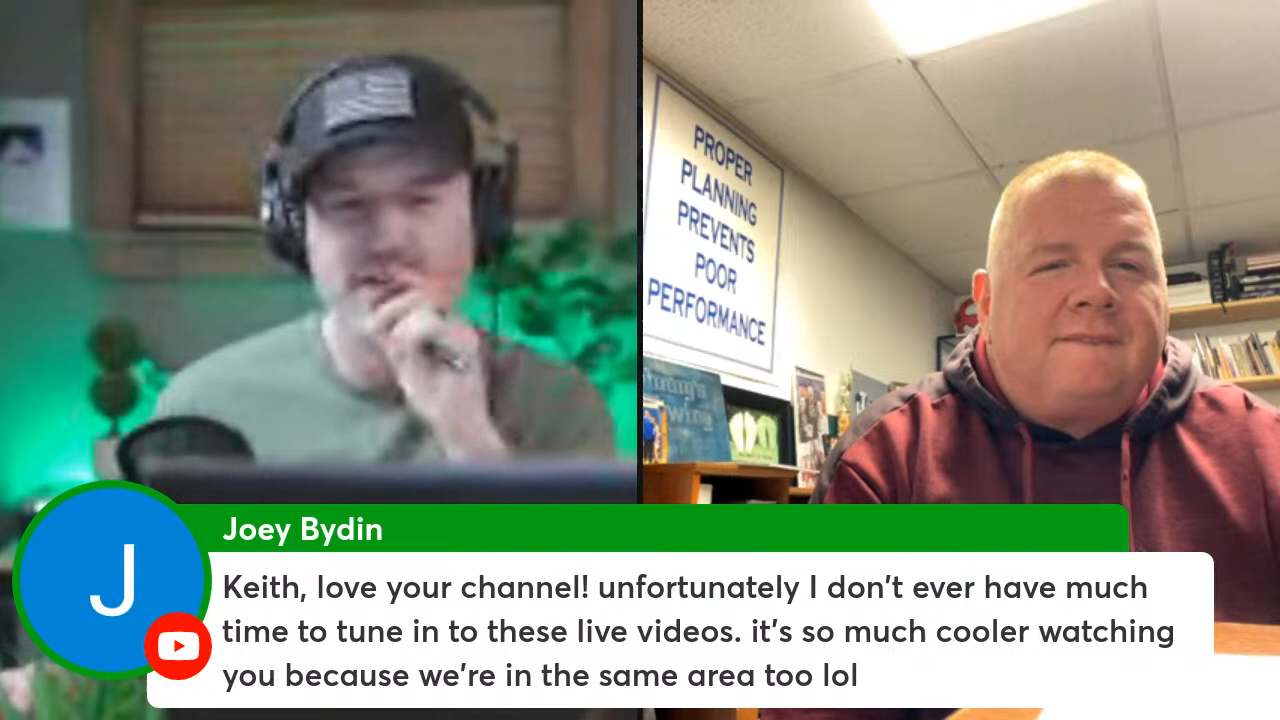 PROPER
PLANNING
PREVENTS
POOR
PERFORMANCE
J
Joey Bydin
Keith, love your channel! unfortunately I don't ever have much
time to tune in to these live videos. it's so much cooler watching
you because we're in the same area too lol